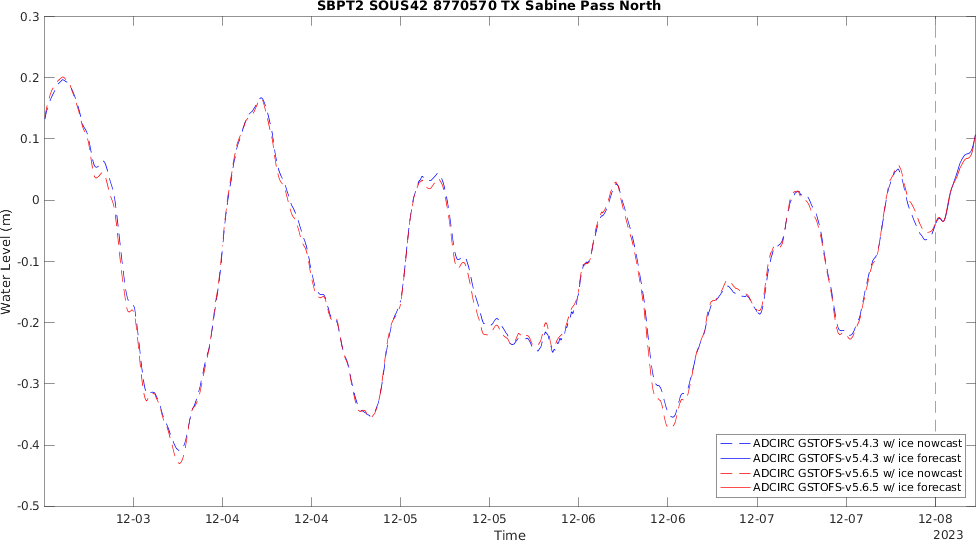 SBPT2 SOUS42 8770570 TX Sabine Pass North
0.3
0.2
0.1
0
-0.1
-0.2
-0.3
-0.4
-0.5
Water Level (m)
ADCIRC GSTOFS-v5.4.3 w/ ice nowcast
ADCIRC GSTOFS-v5.4.3 w/ ice forecast
ADCIRC GSTOFS-v5.6.5 w/ ice nowcast
ADCIRC GSTOFS-v5.6.5 w/ ice forecast
12-03 12-04 12-04 12-05 12-05 12-06 12-06 12-07 12-07 12-08
2023
Time